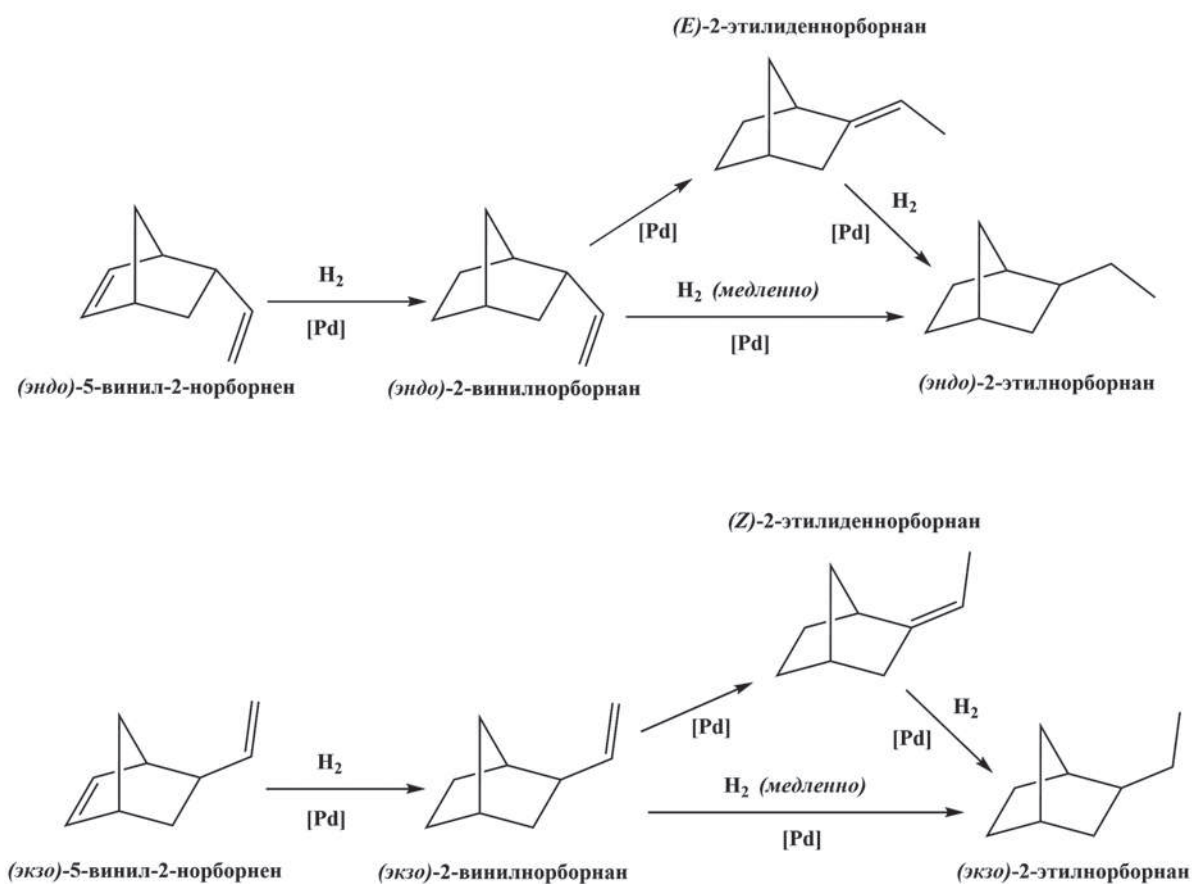 (E)-2-этилиденнорборнан
H₂
[Pd]
[Pd]
H₂
[Pd]
H₂ (медленно)
[Pd]
(эндо)-5-винил-2-норборнен
(эндо)-2-винилнорборнан
(эндо)-2-этилнорборнан
(Z)-2-этилиденнорборнан
H₂
[Pd]
[Pd]
H₂
[Pd]
H₂ (медленно)
[Pd]
(экзо)-5-винил-2-норборнен
(экзо)-2-винилнорборнан
(экзо)-2-этилнорборнан